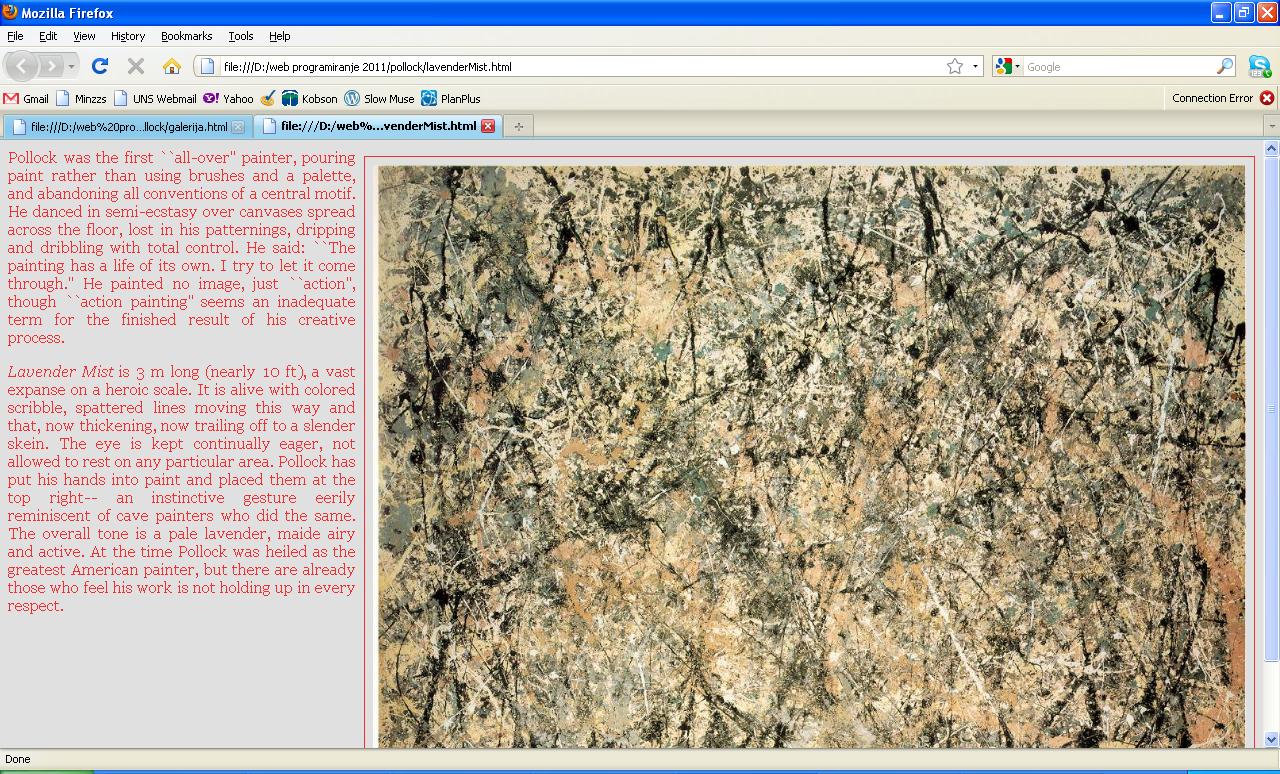 Mozilla Firefox
File Edit View History Bookmarks Tools Help
file:///D:/web programiranje 2011/pollock/lavenderMist.html
Google
123
Gmail Minzzs UNS Webmail Yahoo Kobson Slow Muse PlanPlus Connection Error
file:///D:/web%20pro...llock/galerija.html file:///D:/web%...venderMist.html
Pollock was the first ``all-over" painter, pouring
paint rather than using brushes and a palette,
and abandoning all conventions of a central motif.
He danced in semi-ecstasy over canvases spread
across the floor, lost in his patternings, dripping
and dribbling with total control. He said: ``The
painting has a life of its own. I try to let it come
through." He painted no image, just ``action",
though ``action painting" seems an inadequate
term for the finished result of his creative
process.
Lavender Mist is 3 m long (nearly 10 ft), a vast
expanse on a heroic scale. It is alive with colored
scribble, spattered lines moving this way and
that, now thickening, now trailing off to a slender
skein. The eye is kept continually eager, not
allowed to rest on any particular area. Pollock has
put his hands into paint and placed them at the
top right-- an instinctive gesture eerily
reminiscent of cave painters who did the same.
The overall tone is a pale lavender, maide airy
and active. At the time Pollock was heiled as the
greatest American painter, but there are already
those who feel his work is not holding up in every
respect.
Done